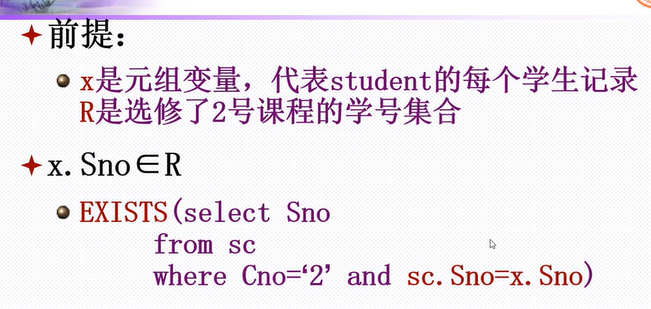 前提：
x是元组变量，代表student的每个学生记录
R是选修了2号课程的学号集合
x.Sno∈R
EXISTS(select Sno
from sc
where Cno=‘2’ and sc.Sno=x.Sno)